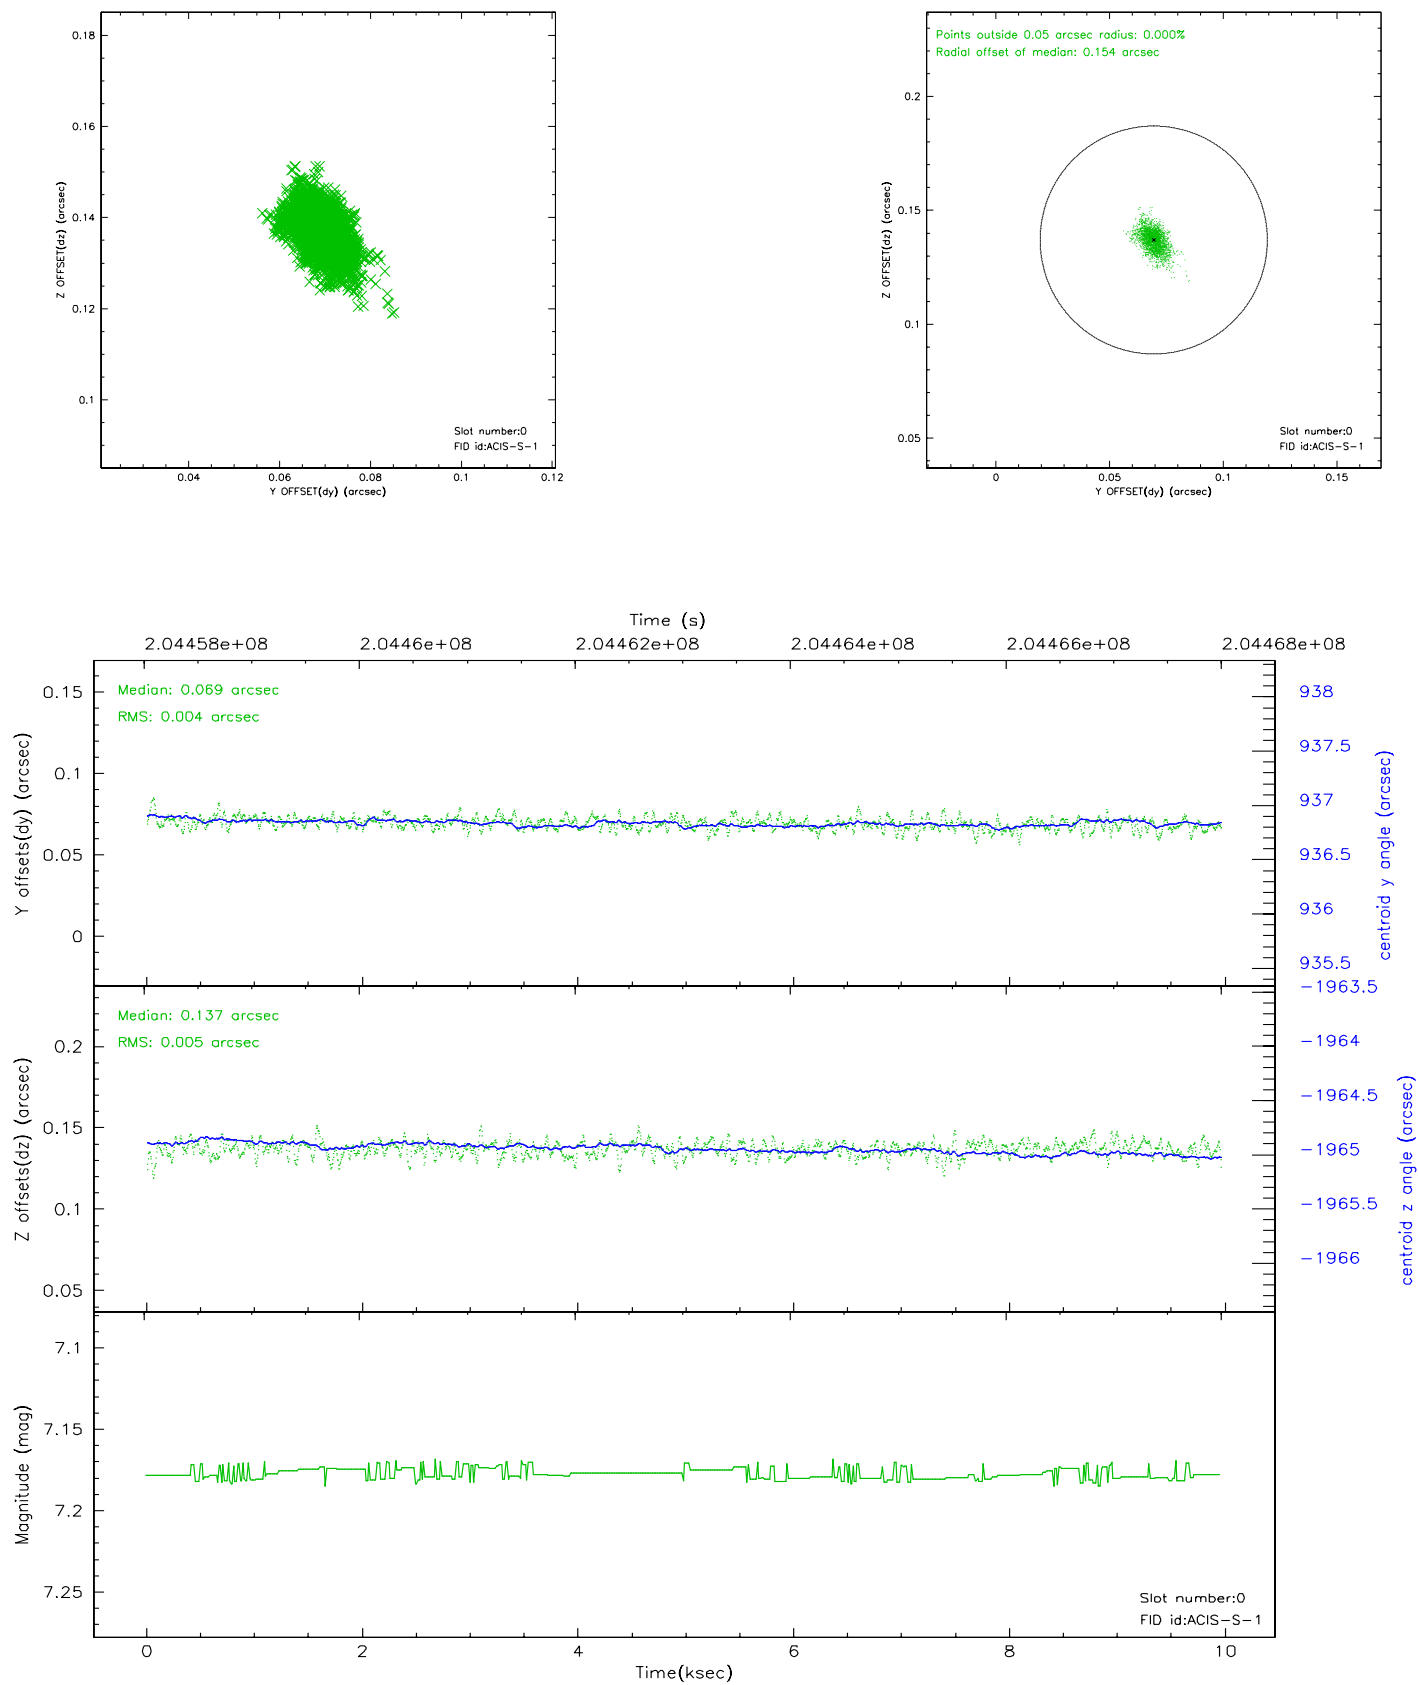 0.18
0.16
0.14
0.12
0.1
Z OFFSET(dz) (arcsec)
0.04 0.06 0.08 0.1 0.12
Y OFFSET(dy) (arcsec)
Slot number:0
FID id:ACIS-S-1
Points outside 0.05 arcsec radius: 0.000%
Radial offset of median: 0.154 arcsec
0.2
0.15
0.1
0.05
Z OFFSET(dz) (arcsec)
0 0.05 0.1 0.15
Y OFFSET(dy) (arcsec)
Slot number:0
FID id:ACIS-S-1
Time (s)
2.04458e+08 2.0446e+08 2.04462e+08 2.04464e+08 2.04466e+08 2.04468e+08
Median: 0.069 arcsec
RMS: 0.004 arcsec
0.15
0.1
0.05
0
Y offsets(dy) (arcsec)
938
937.5
937
936.5
936
935.5
centroid y angle (arcsec)
Median: 0.137 arcsec
RMS: 0.005 arcsec
0.2
0.15
0.1
0.05
Z offsets(dz) (arcsec)
-1963.5
-1964
-1964.5
-1965
-1965.5
-1966
centroid z angle (arcsec)
7.1
7.15
7.2
7.25
Magnitude (mag)
Slot number:0
FID id:ACIS-S-1
0 2 4 6 8 10
Time(ksec)